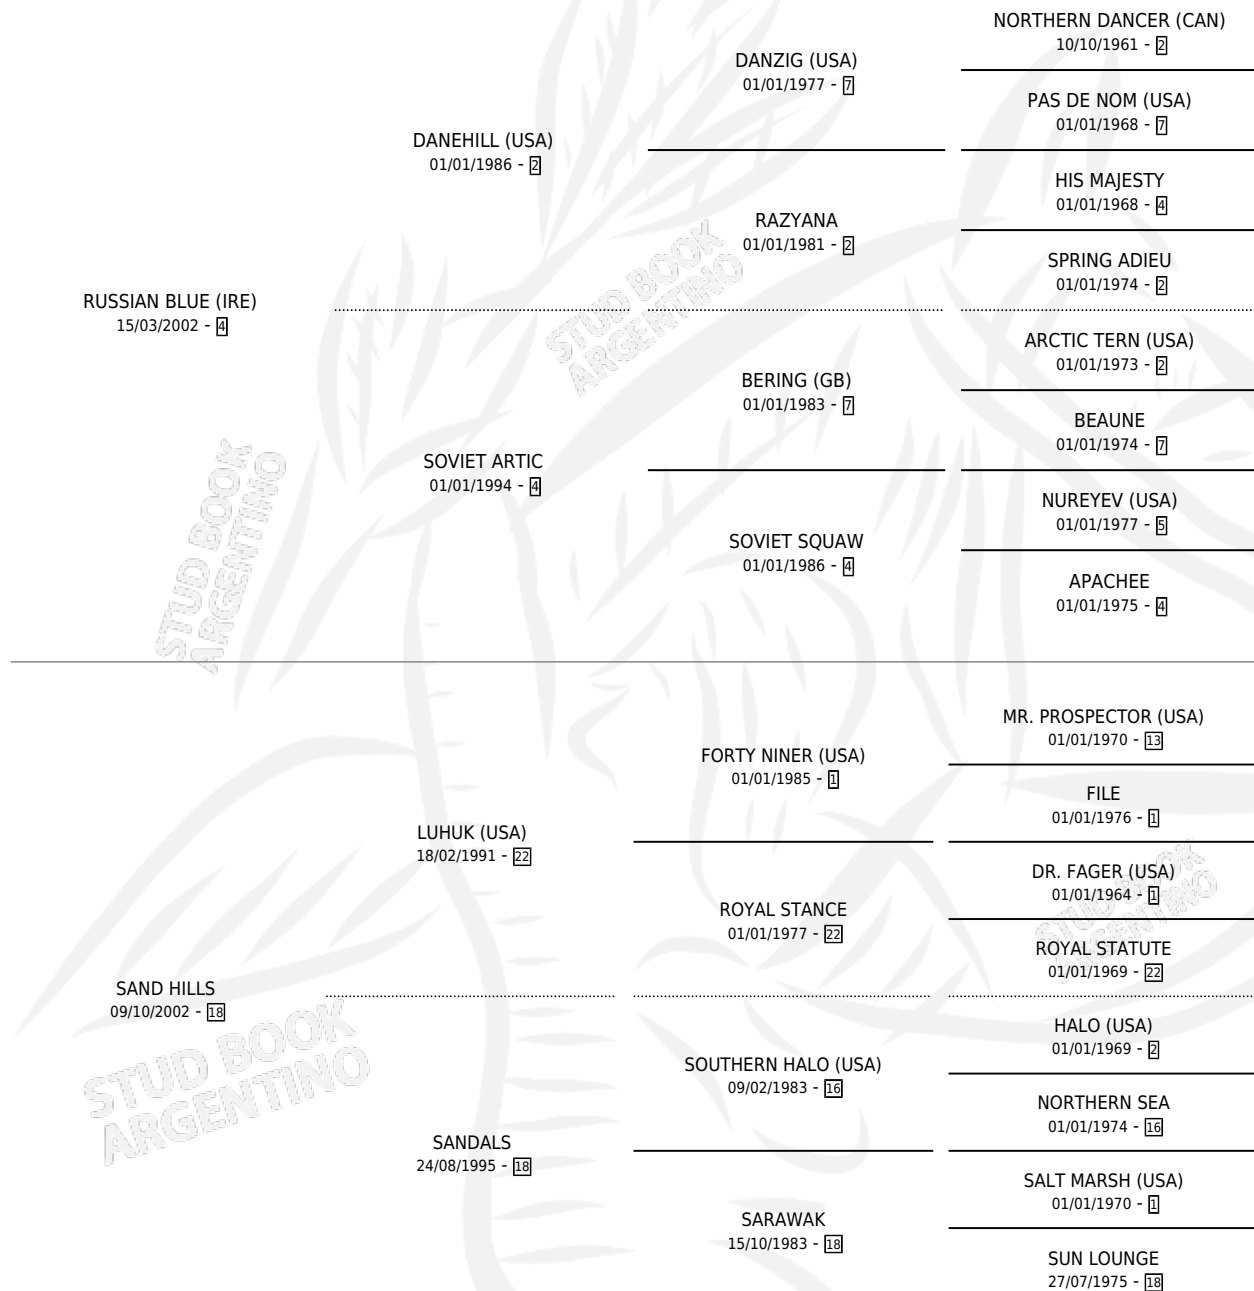 NORTHERN DANCER (CAN)
10/10/1961 - 2
DANZIG (USA)
01/01/1977 - 7
PAS DE NOM (USA)
01/01/1968 - 7
DANEHILL (USA)
01/01/1986 - 2
HIS MAJESTY
01/01/1968 - 4
RAZYANA
01/01/1981 - 2
SPRING ADIEU
01/01/1974 - 2
RUSSIAN BLUE (IRE)
15/03/2002 - 4
STUD BOOK
ARGENTINO
ARCTIC TERN (USA)
01/01/1973 - 2
BERING (GB)
01/01/1983 - 7
BEAUNE
01/01/1974 - 7
SOVIET ARTIC
01/01/1994 - 4
NUREYEV (USA)
01/01/1977 - 5
SOVIET SQUAW
01/01/1986 - 4
APACHEE
01/01/1975 - 4
STUD BOOK
ARGENTINO
MR. PROSPECTOR (USA)
01/01/1970 - 13
FORTY NINER (USA)
01/01/1985 - 1
FILE
01/01/1976 - 1
LUHUK (USA)
18/02/1991 - 22
DR. FAGER (USA)
01/01/1964 - 1
ROYAL STANCE
01/01/1977 - 22
STUD BOOK
ARGENTINO
ROYAL STATUTE
01/01/1969 - 22
SAND HILLS
09/10/2002 - 18
HALO (USA)
01/01/1969 - 2
SOUTHERN HALO (USA)
09/02/1983 - 16
STUD BOOK
ARGENTINO
NORTHERN SEA
01/01/1974 - 16
SANDALS
24/08/1995 - 18
SALT MARSH (USA)
01/01/1970 - 1
SARAWAK
15/10/1983 - 18
SUN LOUNGE
27/07/1975 - 18